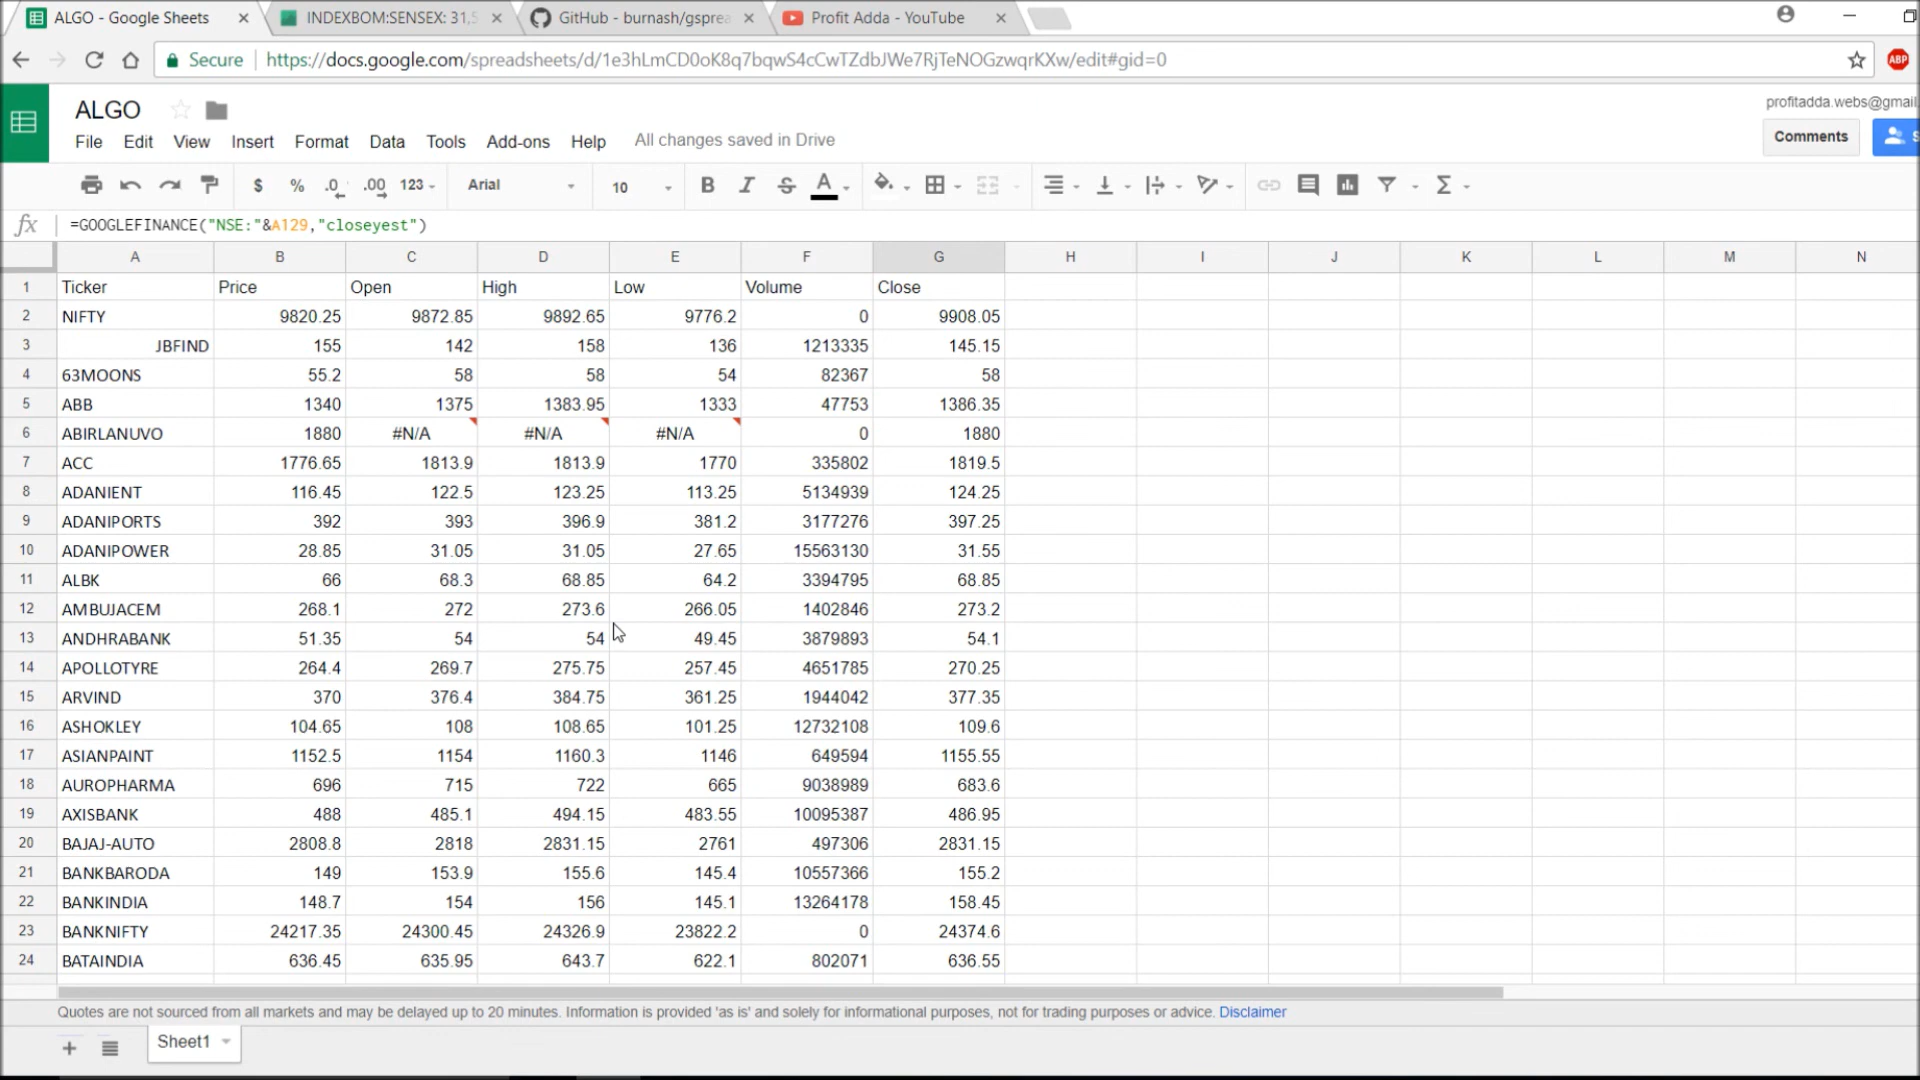 ALGO - Google Sheets
INDEXBOM:SENSEX: 31,5
GitHub - burnash/gsprea
Profit Adda - YouTube
Secure https://docs.google.com/spreadsheets/d/1e3hLmCD0oK8q7bqwS4cCwTZdbJWe7RjTeNOGzwqrKXw/edit#gid=0
ABP
ALGO
profitadda.webs@gmail
File Edit View Insert Format Data Tools Add-ons Help All changes saved in Drive
Comments
$ % .0 .00 123 Arial 10 B I S A Σ
fx =GOOGLEFINANCE("NSE:"&A129,"closeyest")
A B C D E F G H I J K L M N
1 Ticker Price Open High Low Volume Close
2 NIFTY 9820.25 9872.85 9892.65 9776.2 0 9908.05
3 JBFIND 155 142 158 136 1213335 145.15
4 63MOONS 55.2 58 58 54 82367 58
5 ABB 1340 1375 1383.95 1333 47753 1386.35
6 ABIRLANUVO 1880 #N/A #N/A #N/A 0 1880
7 ACC 1776.65 1813.9 1813.9 1770 335802 1819.5
8 ADANIENT 116.45 122.5 123.25 113.25 5134939 124.25
9 ADANIPORTS 392 393 396.9 381.2 3177276 397.25
10 ADANIPOWER 28.85 31.05 31.05 27.65 15563130 31.55
11 ALBK 66 68.3 68.85 64.2 3394795 68.85
12 AMBUJACEM 268.1 272 273.6 266.05 1402846 273.2
13 ANDHRABANK 51.35 54 54 49.45 3879893 54.1
14 APOLLOTYRE 264.4 269.7 275.75 257.45 4651785 270.25
15 ARVIND 370 376.4 384.75 361.25 1944042 377.35
16 ASHOKLEY 104.65 108 108.65 101.25 12732108 109.6
17 ASIANPAINT 1152.5 1154 1160.3 1146 649594 1155.55
18 AUROPHARMA 696 715 722 665 9038989 683.6
19 AXISBANK 488 485.1 494.15 483.55 10095387 486.95
20 BAJAJ-AUTO 2808.8 2818 2831.15 2761 497306 2831.15
21 BANKBARODA 149 153.9 155.6 145.4 10557366 155.2
22 BANKINDIA 148.7 154 156 145.1 13264178 158.45
23 BANKNIFTY 24217.35 24300.45 24326.9 23822.2 0 24374.6
24 BATAINDIA 636.45 635.95 643.7 622.1 802071 636.55
Quotes are not sourced from all markets and may be delayed up to 20 minutes. Information is provided 'as is' and solely for informational purposes, not for trading purposes or advice. Disclaimer
Sheet1